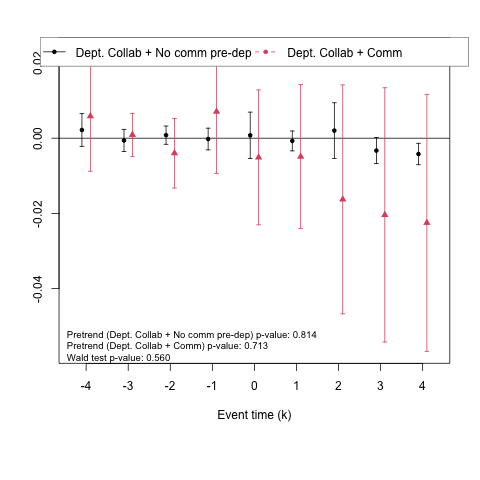 Dept. Collab + No comm pre-dep
Dept. Collab + Comm
0.02
0.00
-0.02
-0.04
Pretrend (Dept. Collab + No comm pre-dep) p-value: 0.814
Pretrend (Dept. Collab + Comm) p-value: 0.713
Wald test p-value: 0.560
-4 -3 -2 -1 0 1 2 3 4
Event time (k)